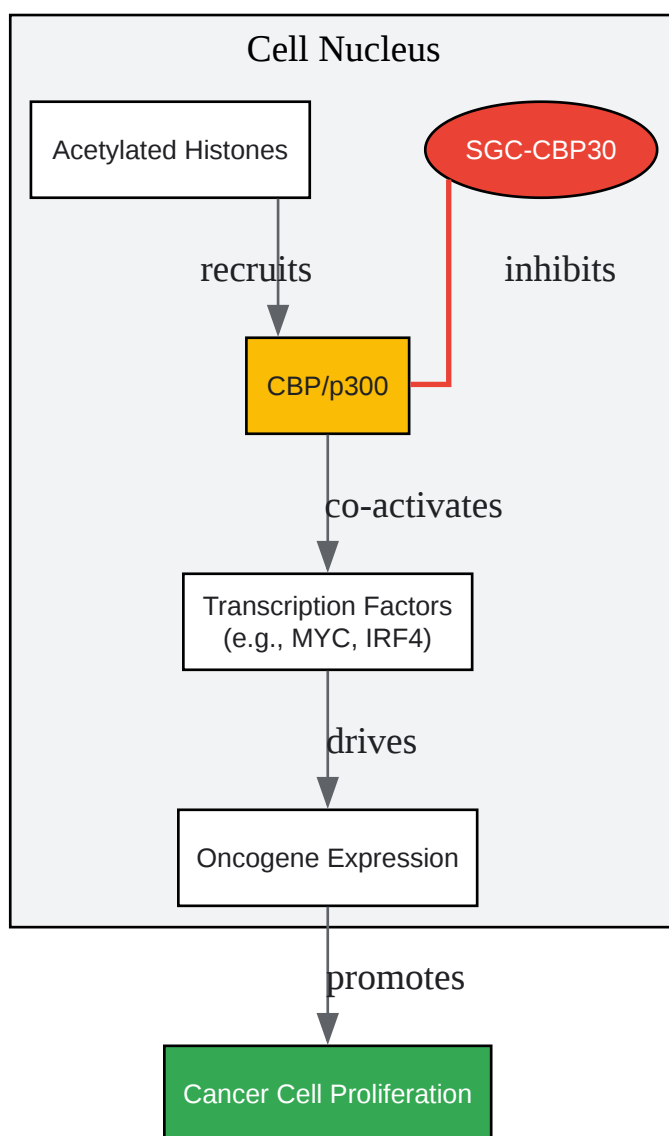 Cell Nucleus
Acetylated Histones
SGC-CBP30
recruits
inhibits
CBP/p300
co-activates
Transcription Factors
(e.g., MYC, IRF4)
drives
Oncogene Expression
promotes
Cancer Cell Proliferation